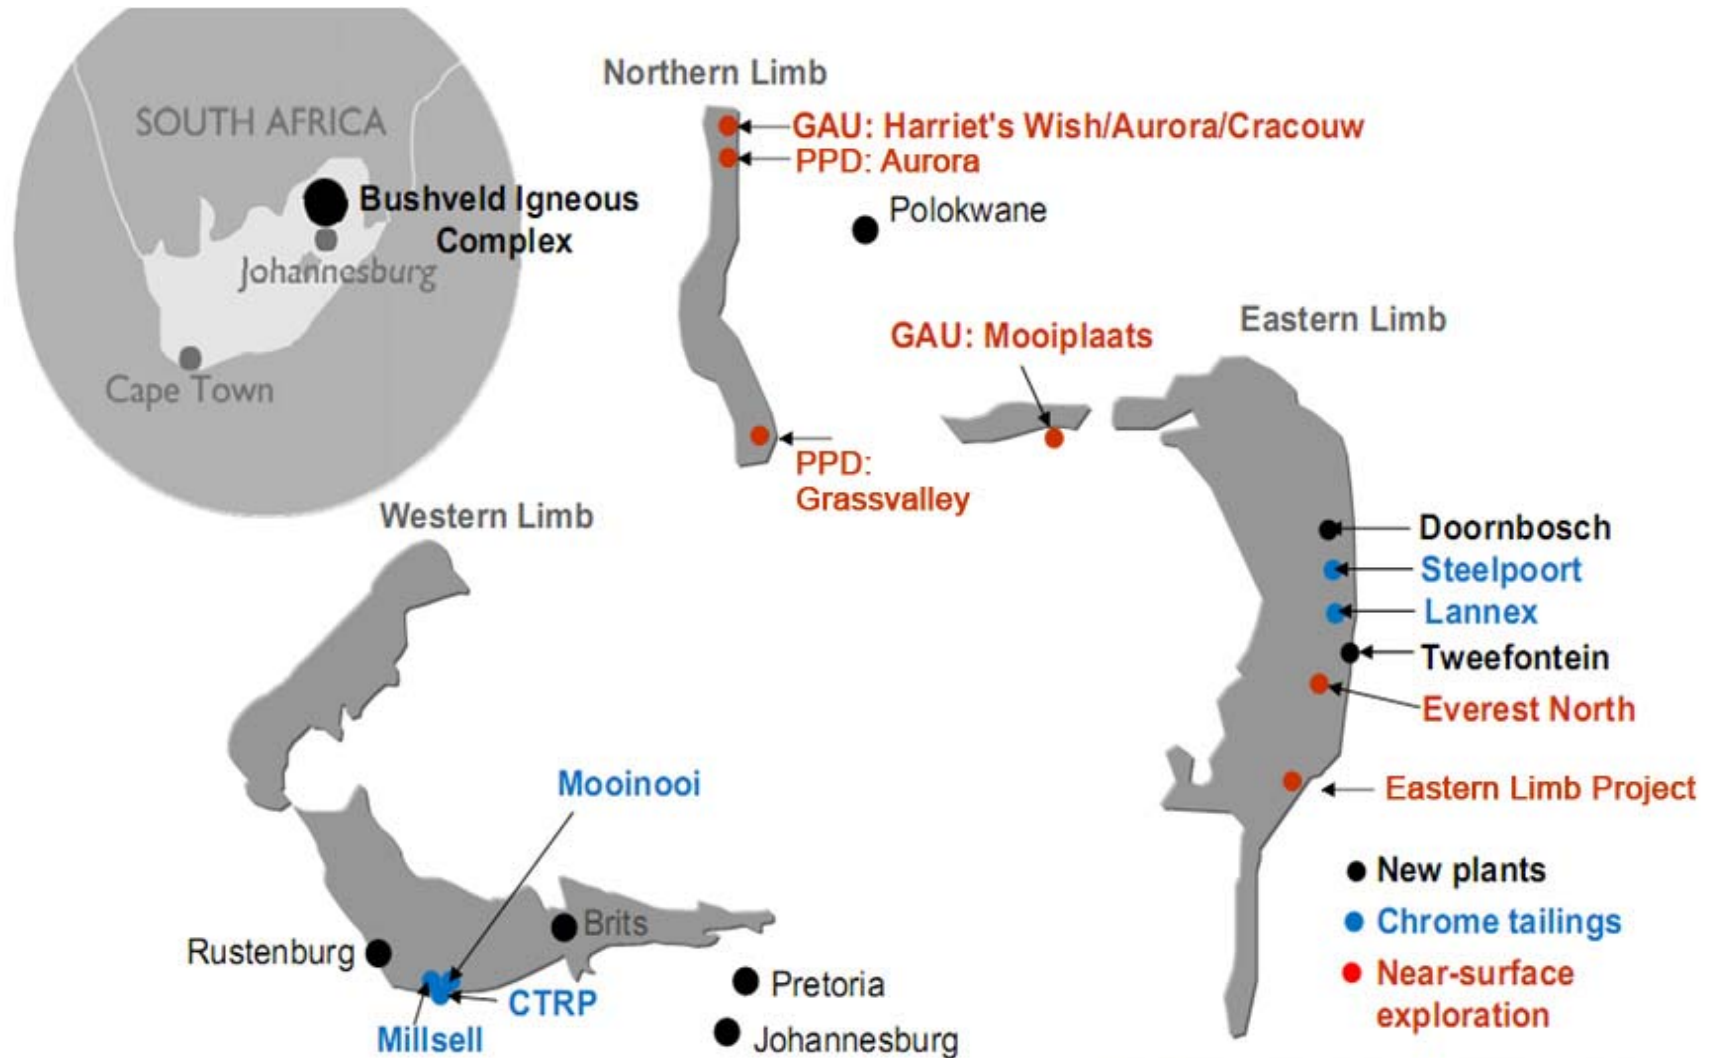 SOUTH AFRICA
Bushveld Igneous
Complex
Johannesburg
Cape Town
Northern Limb
GAU: Harriet's Wish/Aurora/Cracouw
PPD: Aurora
Polokwane
GAU: Mooiplaats
PPD:
Grassvalley
Eastern Limb
Doornbosch
Steelpoort
Lannex
Tweefontein
Everest North
Eastern Limb Project
Western Limb
Mooinooi
Rustenburg
Brits
CTRP
Millsell
Pretoria
Johannesburg
New plants
Chrome tailings
Near-surface
exploration